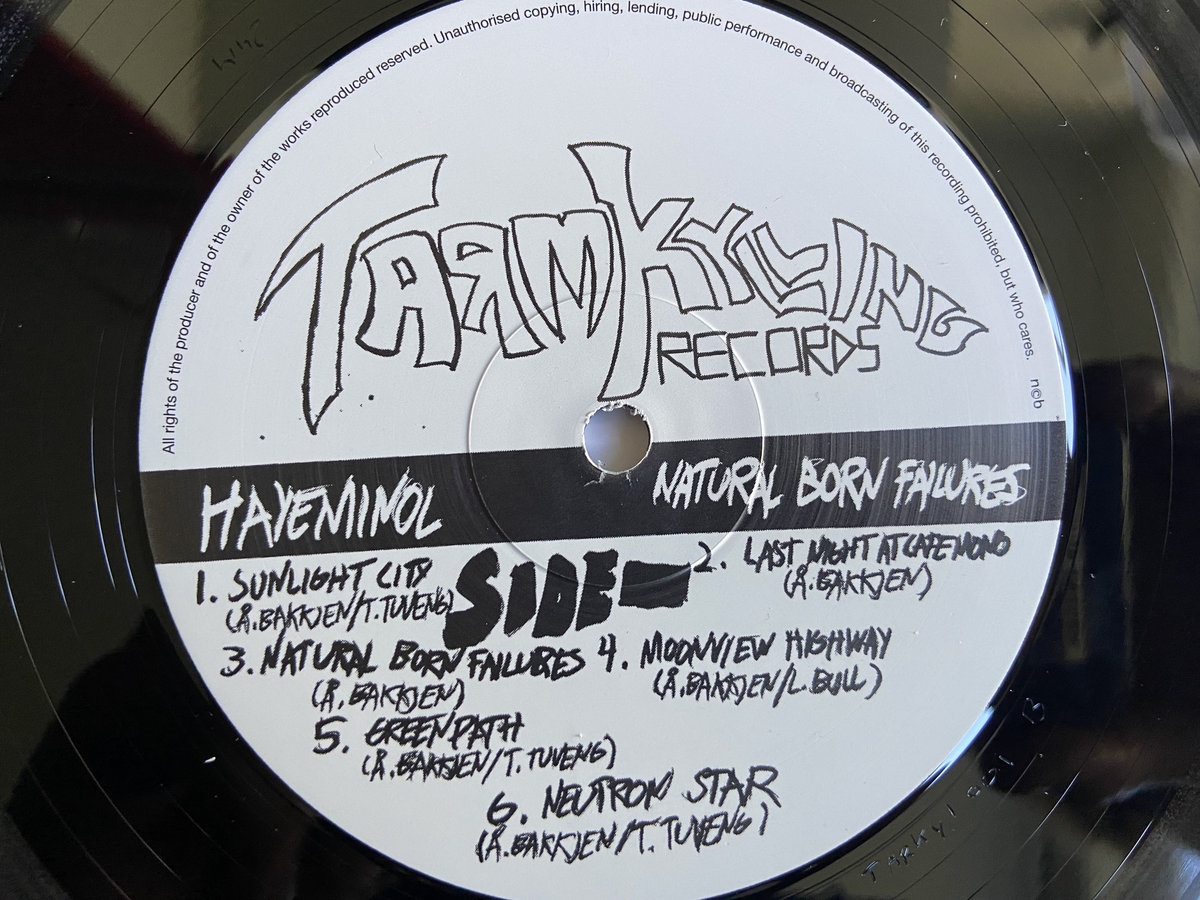 All rights of the producer and of the owner of the works reproduced reserved. Unauthorised copying, hiring, lending, public performance and broadcasting of this recording prohibited, but who cares. n©b
TARMKYLLING
RECORDS
HAYEMINOL
NATURAL BORN FAILURES
SIDE
1. SUNLIGHT CITY
(Å.BAKKJEN/T.TUVENG)
2. LAST NIGHT AT CAFE MONO
(Å.BAKKJEN)
3. NATURAL BORN FAILURES
(Å.BAKKJEN)
4. MOONVIEW HIGHWAY
(Å.BAKKJEN/L.BULL)
5. GREEN PATH
(Å.BAKKJEN/T.TUVENG)
6. NEUTRON STAR
(Å.BAKKJEN/T.TUVENG)